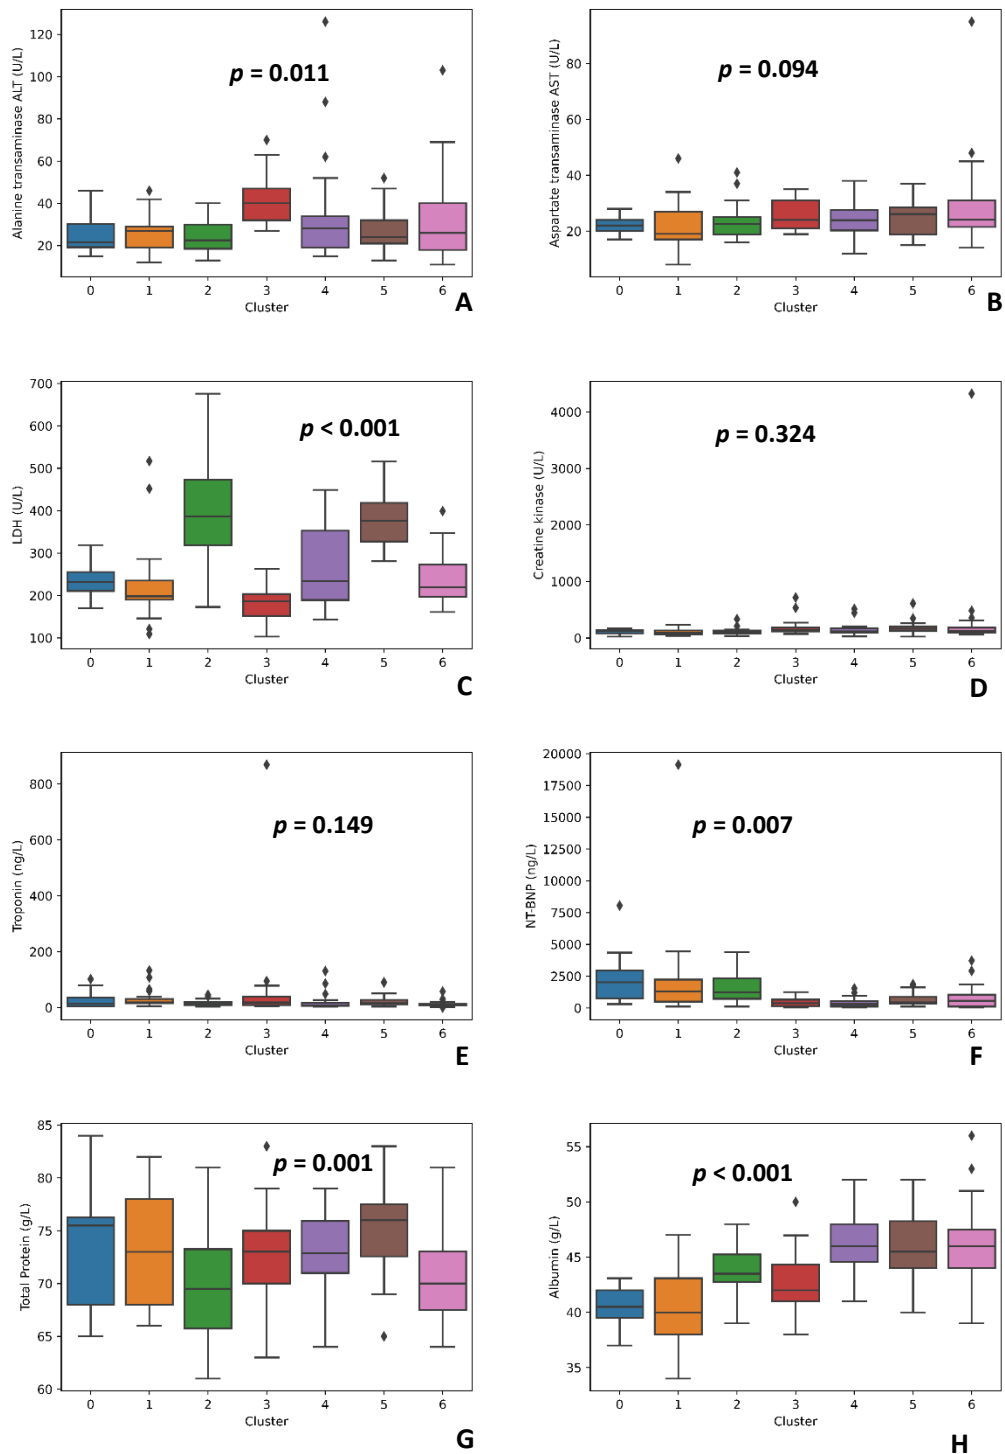 Alanine transaminase ALT (U/L)
120
100
80
60
40
20
p = 0.011
0 1 2 3 4 5 6
Cluster
A
Aspartate transaminase AST (U/L)
80
60
40
20
p = 0.094
0 1 2 3 4 5 6
Cluster
B
LDH (U/L)
700
600
500
400
300
200
100
p < 0.001
0 1 2 3 4 5 6
Cluster
C
Creatine kinase (U/L)
4000
3000
2000
1000
0
p = 0.324
0 1 2 3 4 5 6
Cluster
D
Troponin (ng/L)
800
600
400
200
0
p = 0.149
0 1 2 3 4 5 6
Cluster
E
NT-BNP (ng/L)
20000
17500
15000
12500
10000
7500
5000
2500
0
p = 0.007
0 1 2 3 4 5 6
Cluster
F
Total Protein (g/L)
85
80
75
70
65
60
p = 0.001
0 1 2 3 4 5 6
Cluster
G
Albumin (g/L)
55
50
45
40
35
p < 0.001
0 1 2 3 4 5 6
Cluster
H